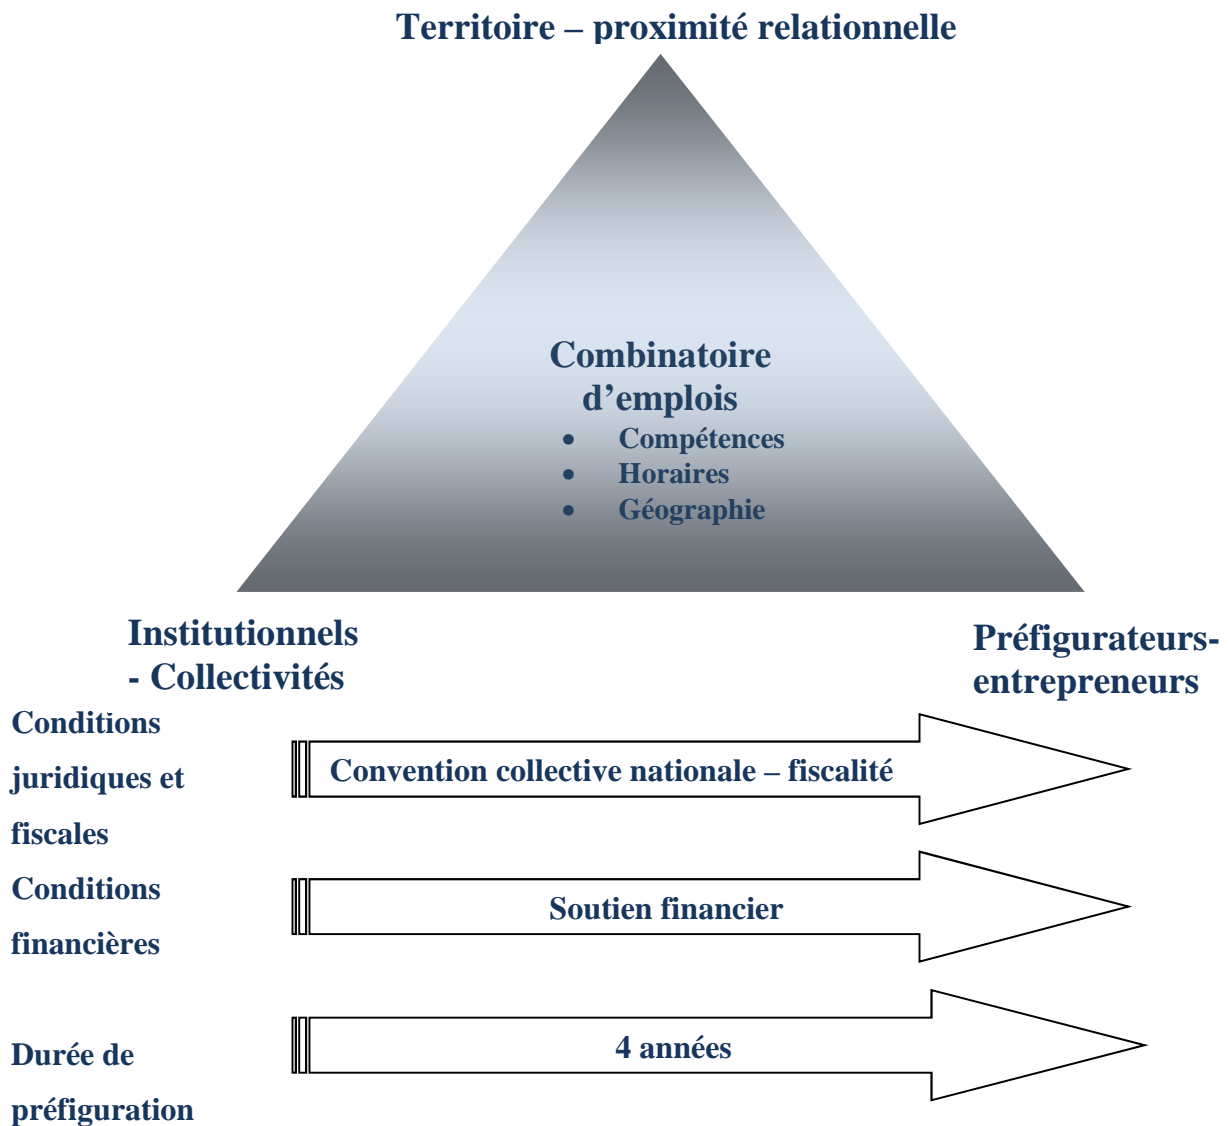 Territoire – proximité relationnelle
Combinatoire
d’emplois
• Compétences
• Horaires
• Géographie
Institutionnels
- Collectivités
Préfigurateurs-
entrepreneurs
Conditions
juridiques et
fiscales
Convention collective nationale – fiscalité
Conditions
financières
Soutien financier
Durée de
préfiguration
4 années